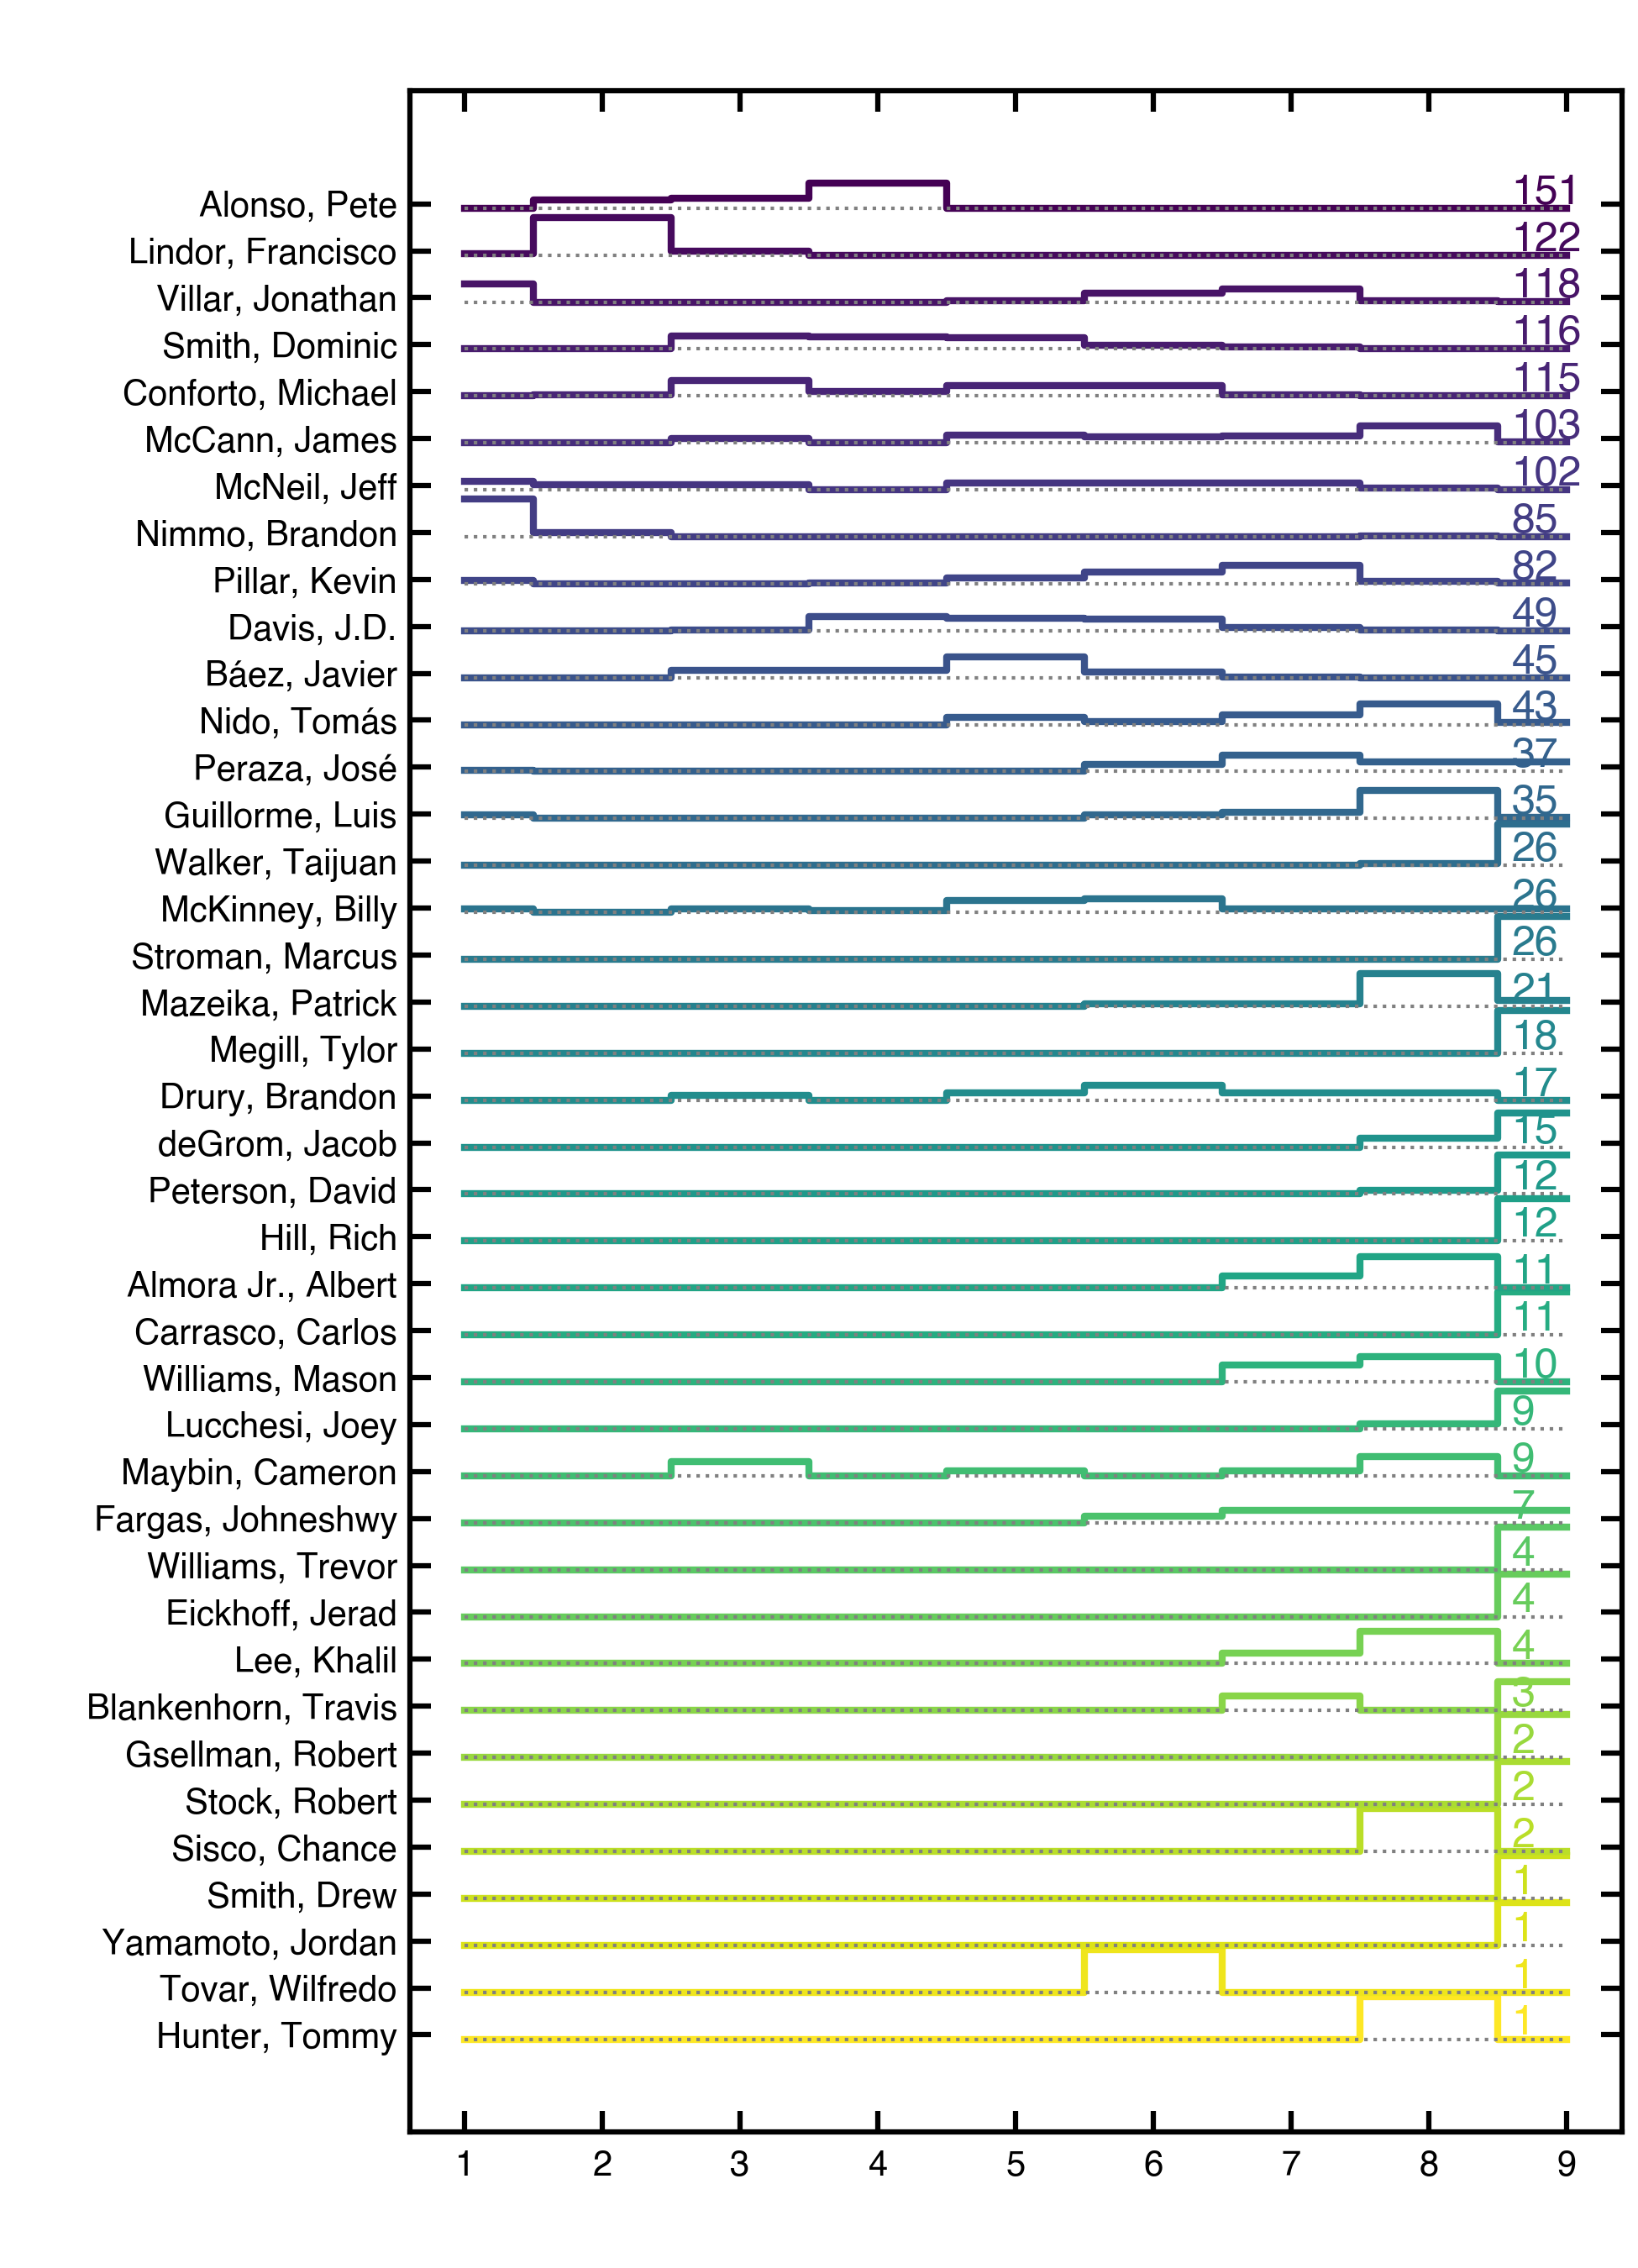 Alonso, Pete 151
Lindor, Francisco 122
Villar, Jonathan 118
Smith, Dominic 116
Conforto, Michael 115
McCann, James 103
McNeil, Jeff 102
Nimmo, Brandon 85
Pillar, Kevin 82
Davis, J.D. 49
Báez, Javier 45
Nido, Tomás 43
Peraza, José 37
Guillorme, Luis 35
Walker, Taijuan 26
McKinney, Billy 26
Stroman, Marcus 26
Mazeika, Patrick 21
Megill, Tylor 18
Drury, Brandon 17
deGrom, Jacob 15
Peterson, David 12
Hill, Rich 12
Almora Jr., Albert 11
Carrasco, Carlos 11
Williams, Mason 10
Lucchesi, Joey 9
Maybin, Cameron 9
Fargas, Johneshwy 7
Williams, Trevor 4
Eickhoff, Jerad 4
Lee, Khalil 4
Blankenhorn, Travis 3
Gsellman, Robert 2
Stock, Robert 2
Sisco, Chance 2
Smith, Drew 1
Yamamoto, Jordan 1
Tovar, Wilfredo 1
Hunter, Tommy 1
1 2 3 4 5 6 7 8 9